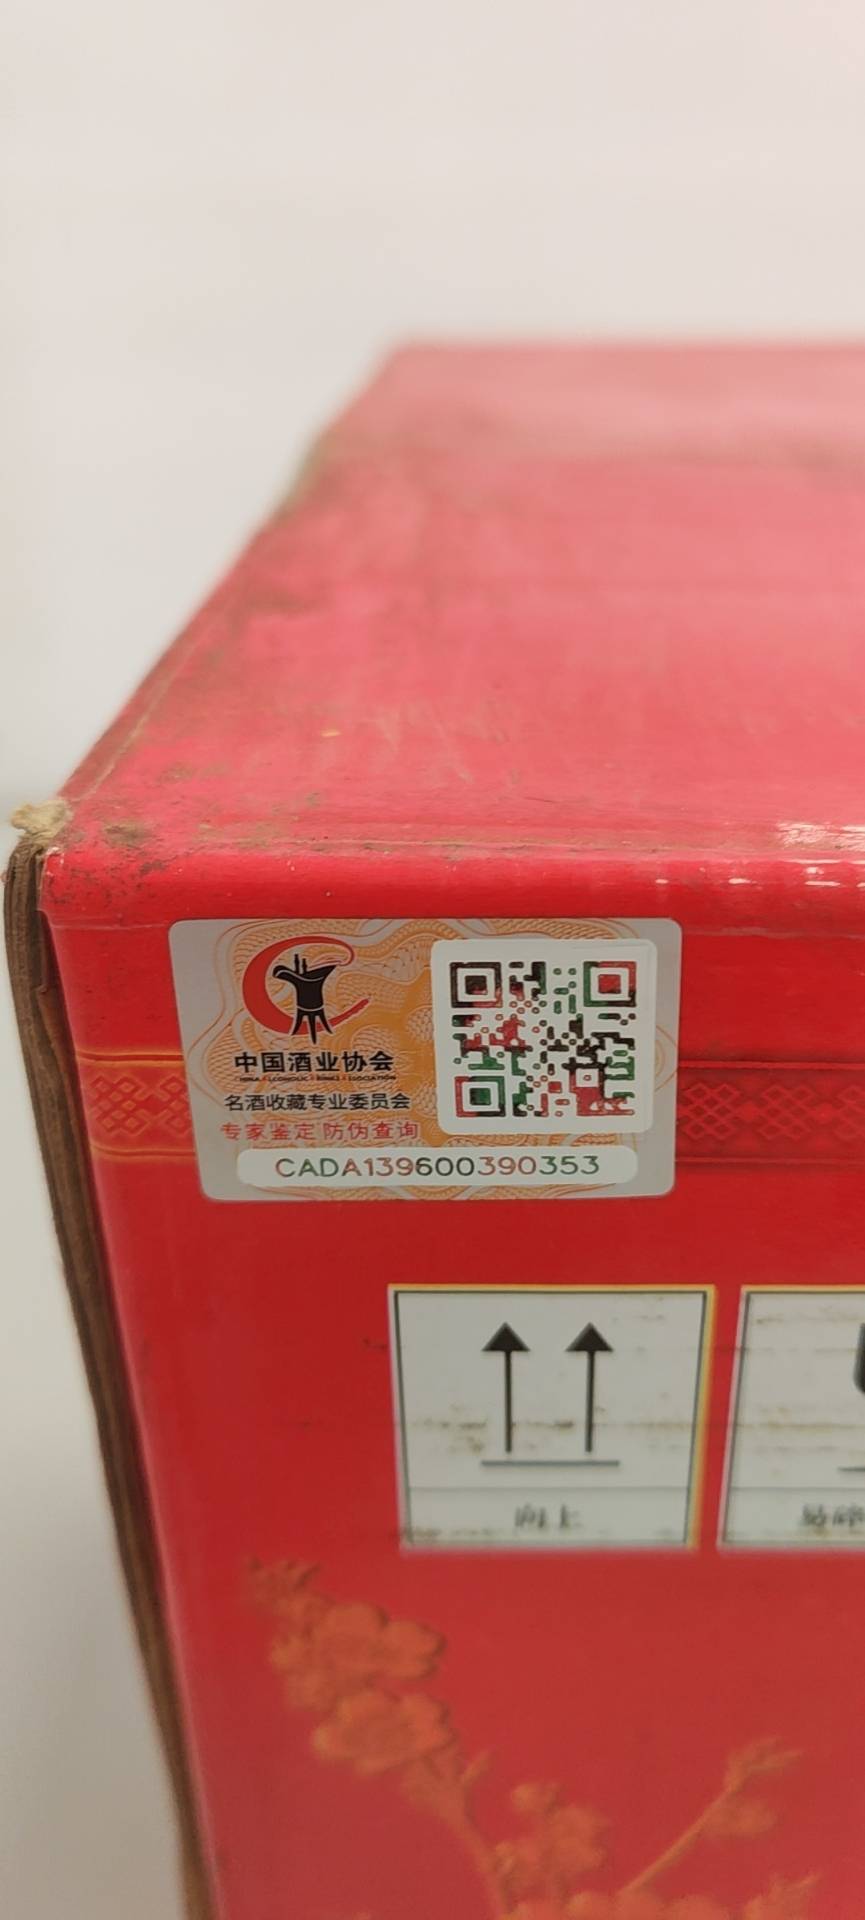 中国酒业协会
名酒收藏专业委员会
专家鉴定 防伪查询
CADA139600390353
向上